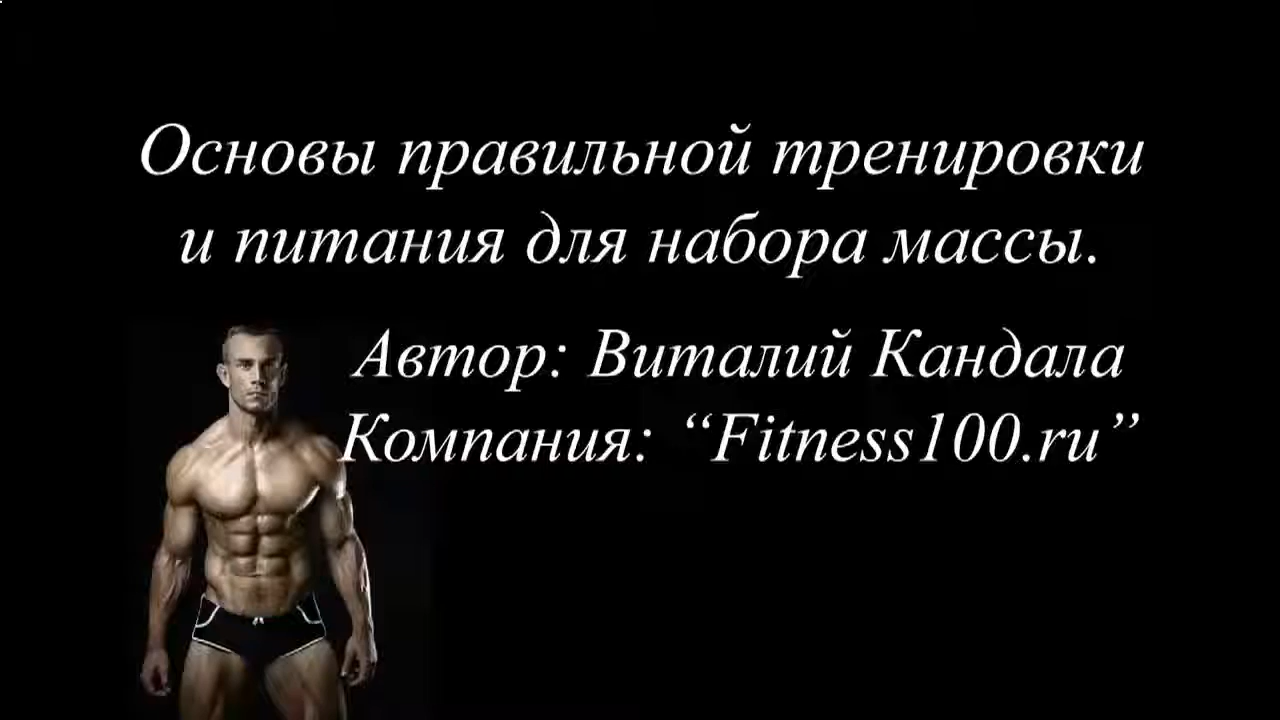 Основы правильной тренировки
и питания для набора массы.
Автор: Виталий Кандала
Компания: “Fitness100.ru”